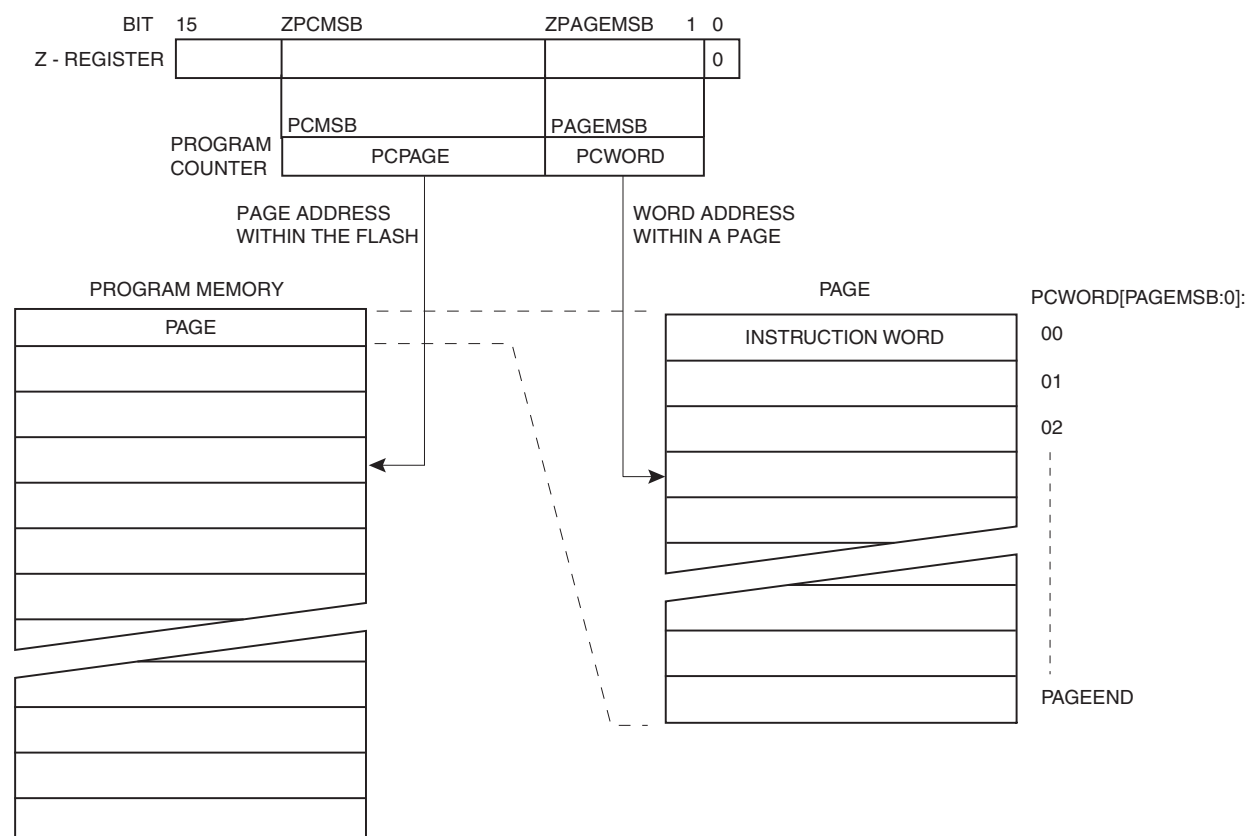 BIT 15 ZPCMSB ZPAGEMSB 1 0
Z - REGISTER 0
PCMSB PAGEMSB
PROGRAM
COUNTER
PCPAGE PCWORD
PAGE ADDRESS
WITHIN THE FLASH
WORD ADDRESS
WITHIN A PAGE
PROGRAM MEMORY
PAGE
PAGE
PCWORD[PAGEMSB:0]:
INSTRUCTION WORD
00
01
02
PAGEEND